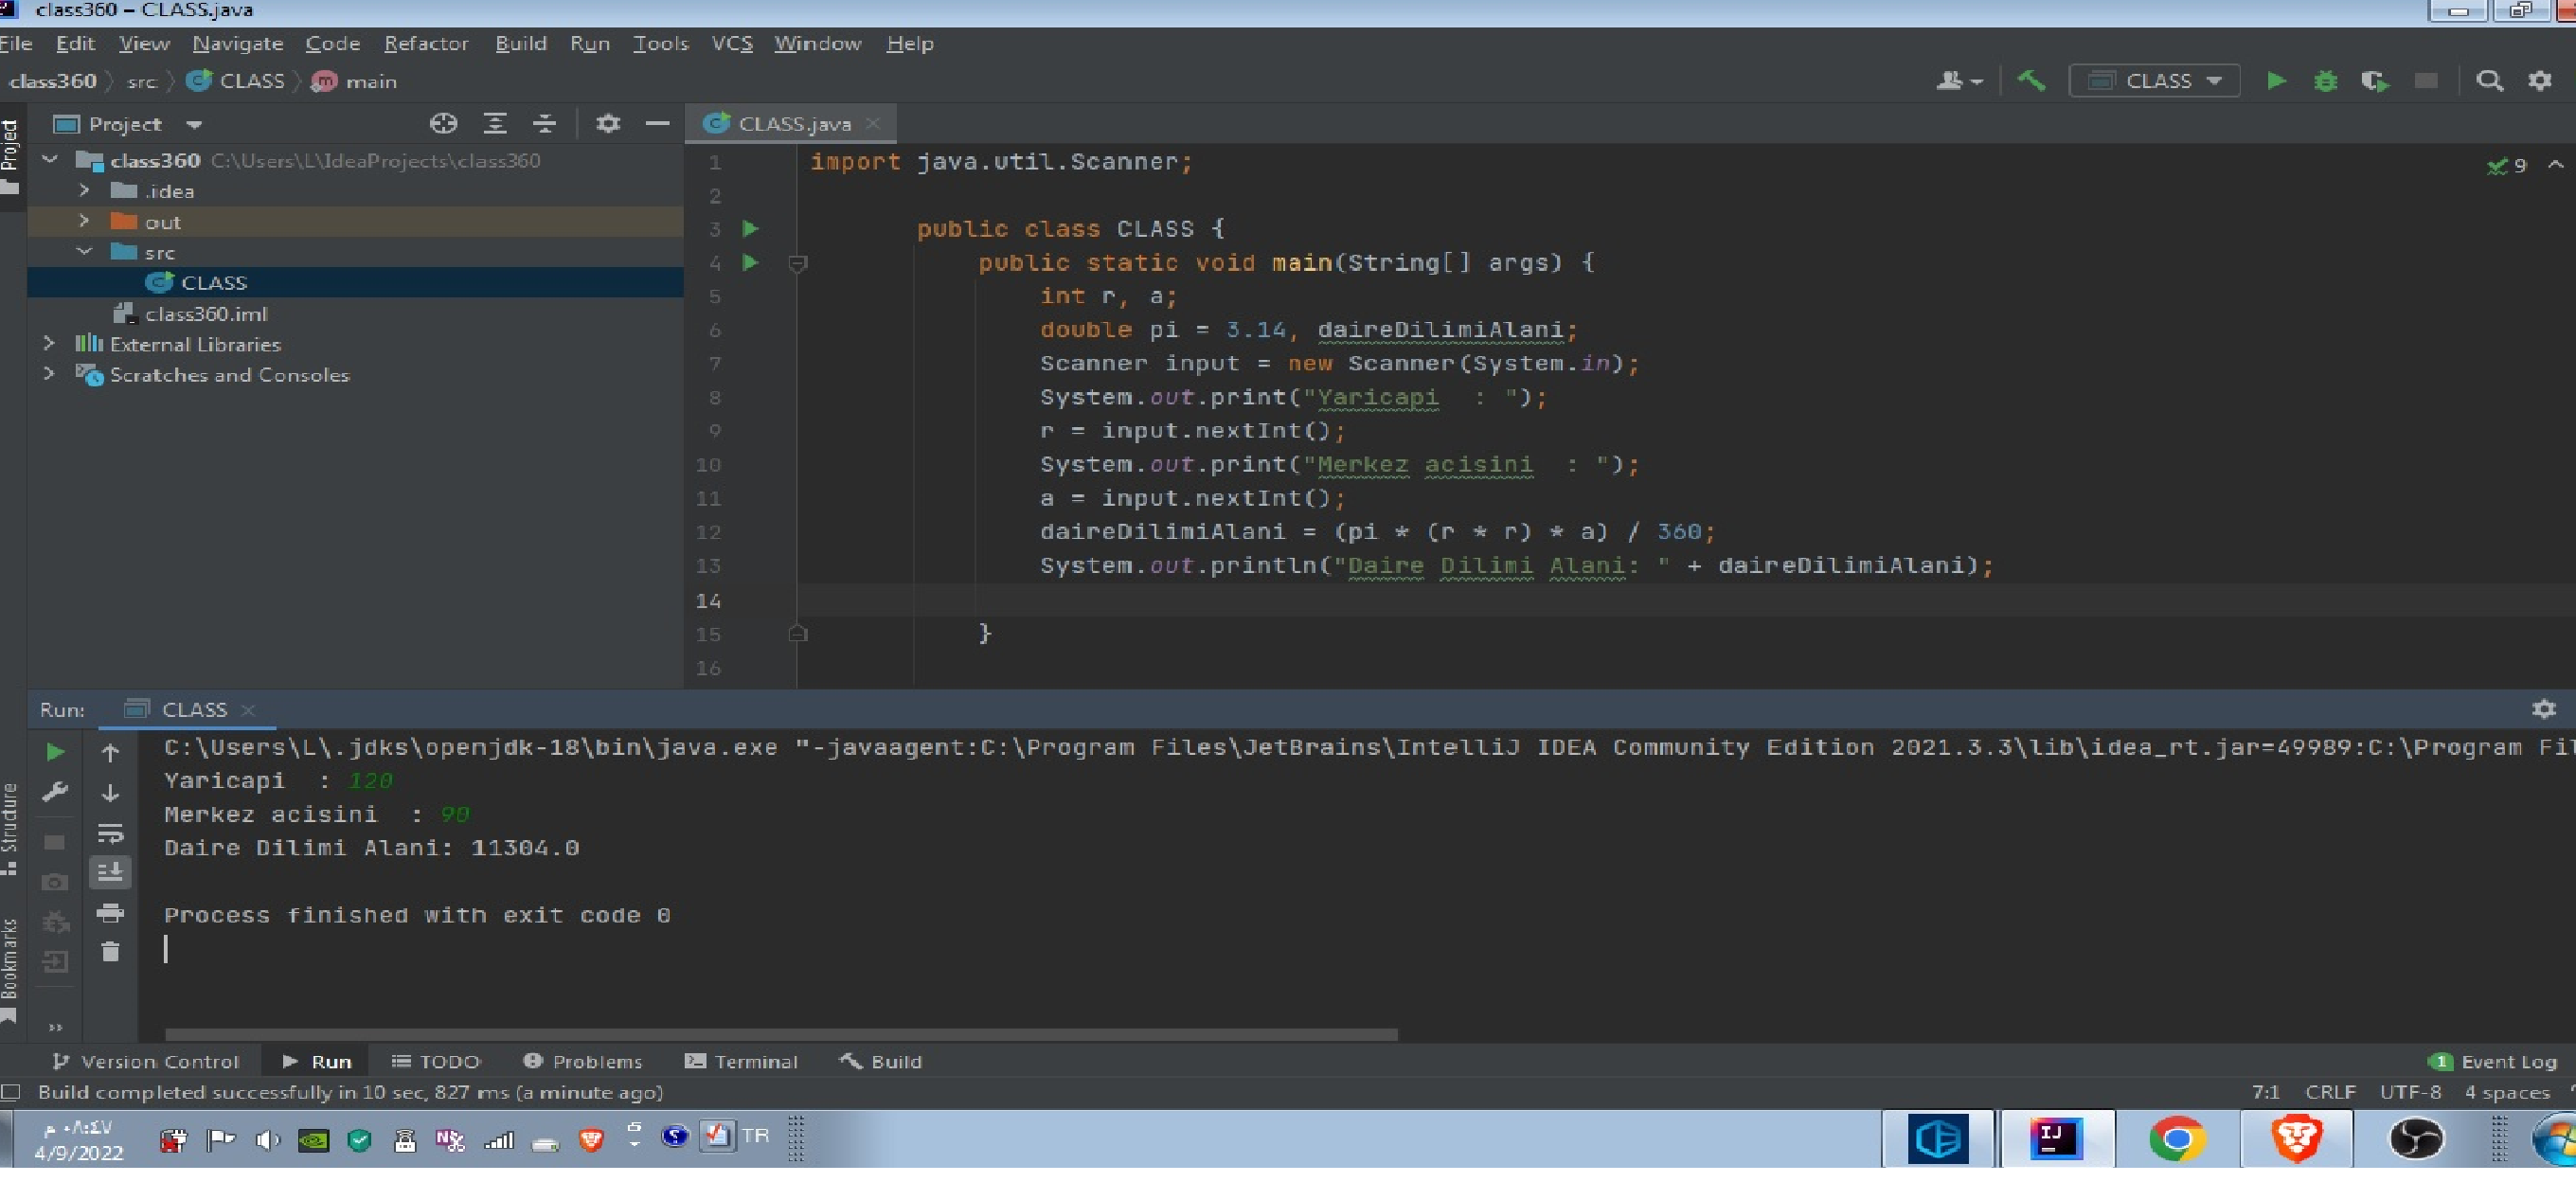 class360 – CLASS.java
File Edit View Navigate Code Refactor Build Run Tools VCS Window Help
class360 src CLASS main
CLASS
Project
Project
CLASS.java
class360 C:\Users\L\IdeaProjects\class360
.idea
out
src
CLASS
class360.iml
External Libraries
Scratches and Consoles
9
1 import java.util.Scanner;
2
3 public class CLASS {
4 public static void main(String[] args) {
5 int r, a;
6 double pi = 3.14, daireDilimiAlani;
7 Scanner input = new Scanner(System.in);
8 System.out.print("Yaricapi  : ");
9 r = input.nextInt();
10 System.out.print("Merkez acisini  : ");
11 a = input.nextInt();
12 daireDilimiAlani = (pi * (r * r) * a) / 360;
13 System.out.println("Daire Dilimi Alani: " + daireDilimiAlani);
14
15 }
16
Run: CLASS
C:\Users\L\.jdks\openjdk-18\bin\java.exe "-javaagent:C:\Program Files\JetBrains\IntelliJ IDEA Community Edition 2021.3.3\lib\idea_rt.jar=49989:C:\Program Fil
Yaricapi  : 120
Merkez acisini  : 90
Daire Dilimi Alani: 11304.0
Process finished with exit code 0
Structure
Bookmarks
Version Control Run TODO Problems Terminal Build
1 Event Log
Build completed successfully in 10 sec, 827 ms (a minute ago)
7:1 CRLF UTF-8 4 spaces
٠٨:٤٧ م
4/9/2022
TR
IJ